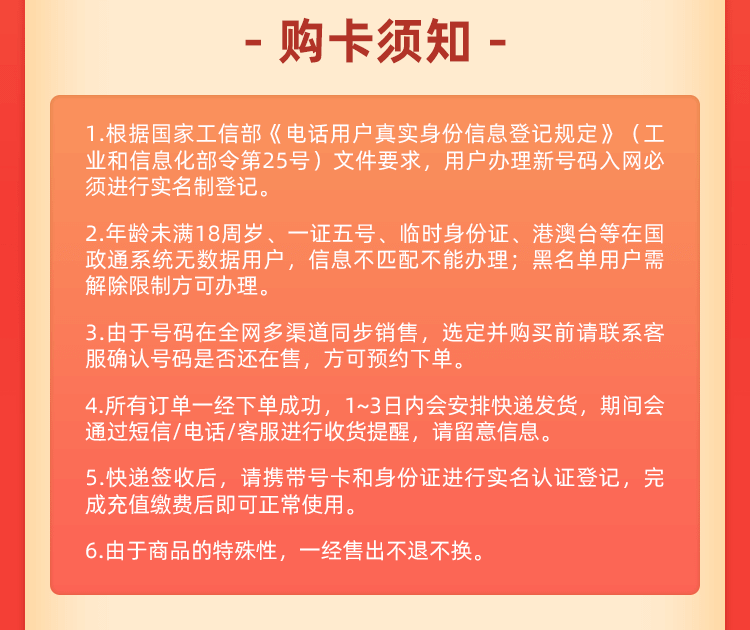 - 购卡须知 -
1.根据国家工信部《电话用户真实身份信息登记规定》（工
业和信息化部令第25号）文件要求，用户办理新号码入网必
须进行实名制登记。
2.年龄未满18周岁、一证五号、临时身份证、港澳台等在国
政通系统无数据用户，信息不匹配不能办理；黑名单用户需
解除限制方可办理。
3.由于号码在全网多渠道同步销售，选定并购买前请联系客
服确认号码是否还在售，方可预约下单。
4.所有订单一经下单成功，1~3日内会安排快递发货，期间会
通过短信/电话/客服进行收货提醒，请留意信息。
5.快递签收后，请携带号卡和身份证进行实名认证登记，完
成充值缴费后即可正常使用。
6.由于商品的特殊性，一经售出不退不换。